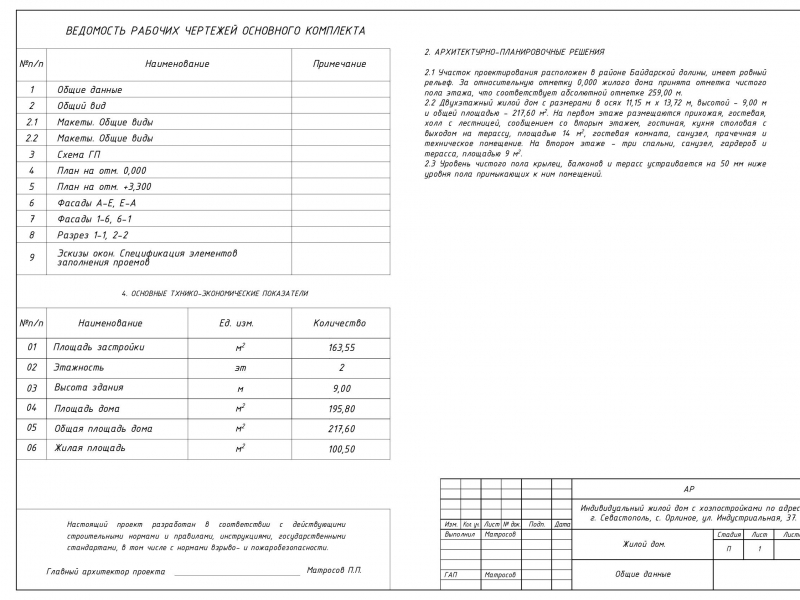 ВЕДОМОСТЬ РАБОЧИХ ЧЕРТЕЖЕЙ ОСНОВНОГО КОМПЛЕКТА
№п/п Наименование Примечание
1 Общие данные
2 Общий вид
2.1 Макеты. Общие виды
2.2 Макеты. Общие виды
3 Схема ГП
4 План на отм. 0,000
5 План на отм. +3,300
6 Фасады А-Е, Е-А
7 Фасады 1-6, 6-1
8 Разрез 1-1, 2-2
9 Эскизы окон. Спецификация элементов
заполнения проемов
4. ОСНОВНЫЕ ТХНИКО-ЭКОНОМИЧЕСКИЕ ПОКАЗАТЕЛИ
№п/п Наименование Ед. изм. Количество
01 Площадь застройки м² 163,55
02 Этажность эт 2
03 Высота здания м 9,00
04 Площадь дома м² 195,80
05 Общая площадь дома м² 217,60
06 Жилая площадь м² 100,50
Настоящий проект разработан в соответствии с действующими
строительными нормами и правилами, инструкциями, государственными
стандартами, в том числе с нормами взрыво- и пожаробезопасности.
Главный архитектор проекта Матросов П.П.
2. АРХИТЕКТУРНО-ПЛАНИРОВОЧНЫЕ РЕШЕНИЯ
2.1 Участок проектирования расположен в районе Байдарской долины, имеет ровный
рельеф. За относительную отметку 0,000 жилого дома принята отметка чистого
пола этажа, что соответствует абсолютной отметке 259,00 м.
2.2 Двухэтажный жилой дом с размерами в осях 11,15 м х 13,72 м, высотой - 9,00 м
и общей площадью - 217,60 м². На первом этаже размещаются прихожая, гостевая,
холл с лестницей, сообщением со вторым этажем, гостиная, кухня столовая с
выходом на террасу, площадью 14 м², гостевая комната, санузел, прачечная и
техническое помещение. На втором этаже - три спальни, санузел, гардероб и
терасса, площадью 9 м².
2.3 Уровень чистого пола крылец, балконов и терасс устраивается на 50 мм ниже
уровня пола примыкающих к ним помещений.
АР
Индивидуальный жилой дом с хозпостройками по адрес
г. Севастополь, с. Орлиное, ул. Индустриальная, 37.
Изм. Кол. уч. Лист № док. Подп. Дата
Выполнил Матросов
Жилой дом.
Стадия Лист Листо
П 1
ГАП Матросов
Общие данные